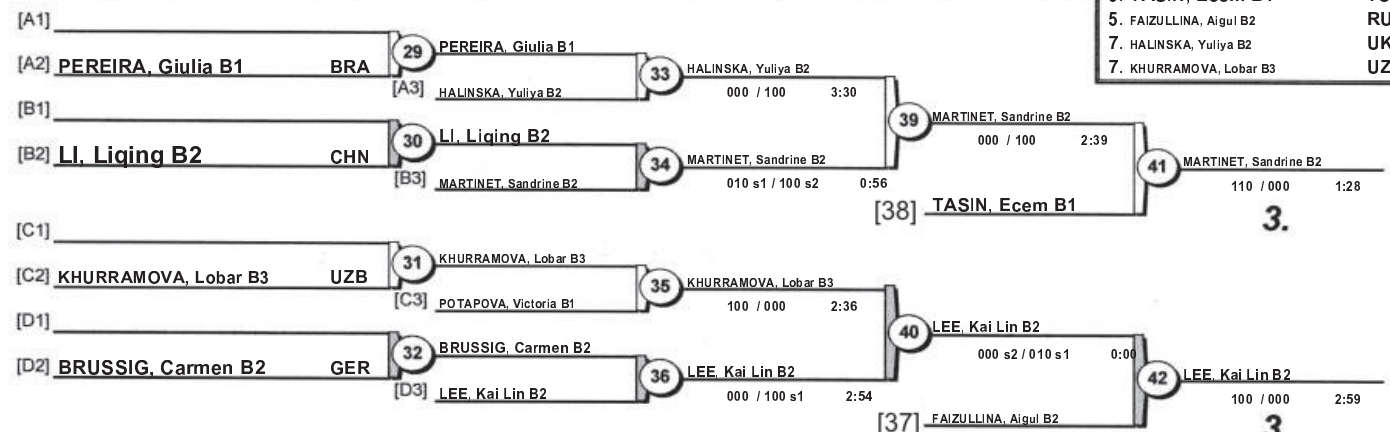 5. FAIZULLINA, Aigul B2 RU
7. HALINSKA, Yuliya B2 UK
7. KHURRAMOVA, Lobar B3 UZ
[A1]
[A2] PEREIRA, Giulia B1 BRA
29
[A3]
PEREIRA, Giulia B1
HALINSKA, Yuliya B2
33
HALINSKA, Yuliya B2
000 / 100 3:30
[B1]
[B2] LI, Liqing B2 CHN
30
[B3]
LI, Liqing B2
MARTINET, Sandrine B2
34
MARTINET, Sandrine B2
010 s1 / 100 s2 0:56
39
MARTINET, Sandrine B2
000 / 100 2:39
[38] TASIN, Ecem B1
41
MARTINET, Sandrine B2
110 / 000 1:28
3.
[C1]
[C2] KHURRAMOVA, Lobar B3 UZB
31
[C3]
KHURRAMOVA, Lobar B3
POTAPOVA, Victoria B1
35
KHURRAMOVA, Lobar B3
100 / 000 2:36
[D1]
[D2] BRUSSIG, Carmen B2 GER
32
[D3]
BRUSSIG, Carmen B2
LEE, Kai Lin B2
36
LEE, Kai Lin B2
000 / 100 s1 2:54
40
LEE, Kai Lin B2
000 s2 / 010 s1 0:00
[37] FAIZULLINA, Aigul B2
42
LEE, Kai Lin B2
100 / 000 2:59
3